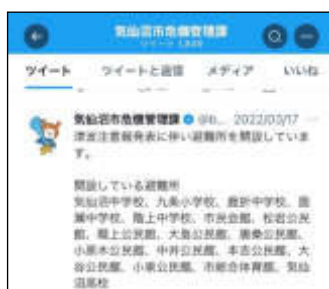 気仙沼市危機管理課
ツイート
ツイート ツイートと返信 メディア いいね
気仙沼市危機管理課 @b... 2022/03/17
津波注意報発表に伴い避難所を開設していま
す。
開設している避難所
気仙沼中学校、九条小学校、鹿折中学校、面
瀬中学校、階上中学校、市民会館、松岩公民
館、階上公民館、大島公民館、唐桑公民館、
小原木公民館、中井公民館、本吉公民館、大
谷公民館、小泉公民館、市総合体育館、気仙
沼高校